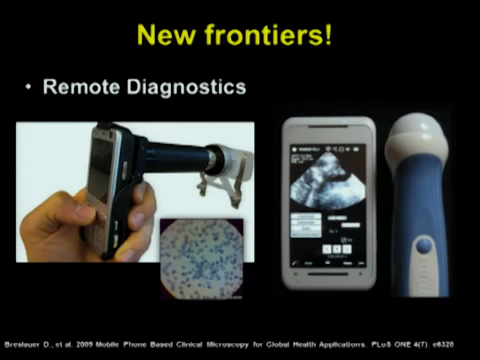 New frontiers!
• Remote Diagnostics
Breslauer D., et al. 2009 Mobile Phone Based Clinical Microscopy for Global Health Applications. PLoS ONE 4(7): e6320